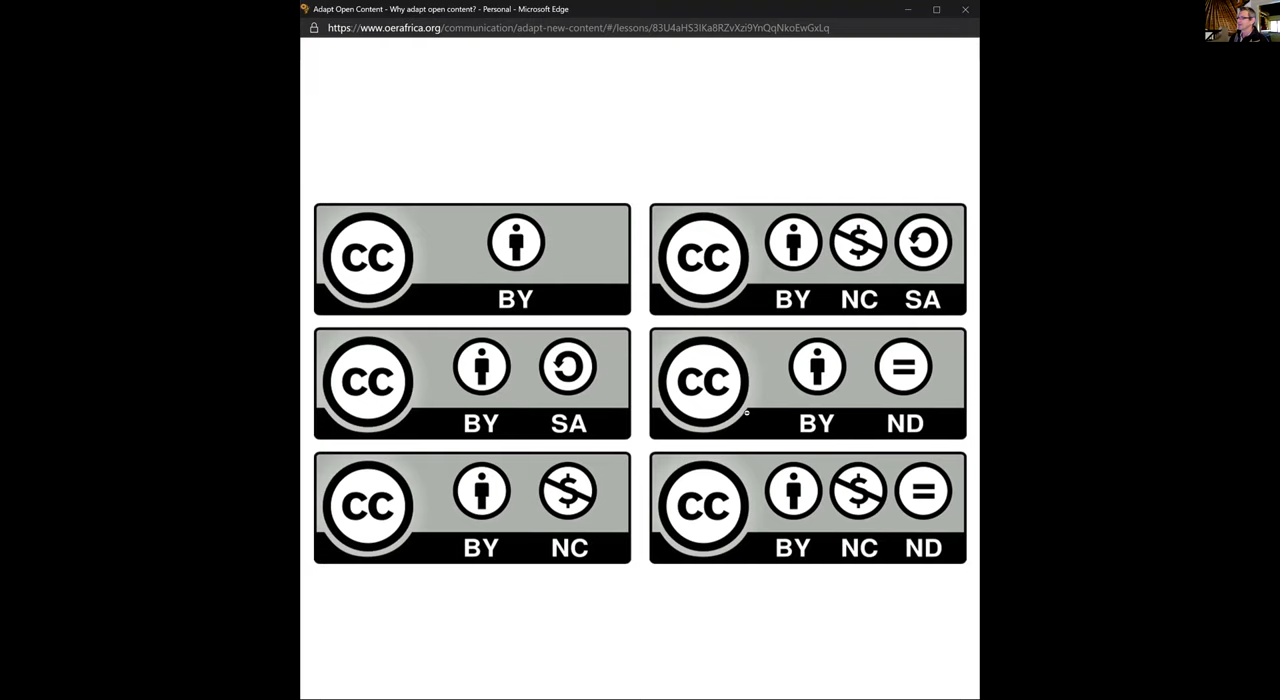 Adapt Open Content - Why adapt open content? - Personal - Microsoft Edge
https://www.oerafrica.org/communication/adapt-new-content/#/lessons/83U4aHS3IKa8RZvXzi9YnQqNkoEwGxLq
CC BY
CC $ BY NC SA
CC BY SA
CC = BY ND
CC $ BY NC
CC $ = BY NC ND